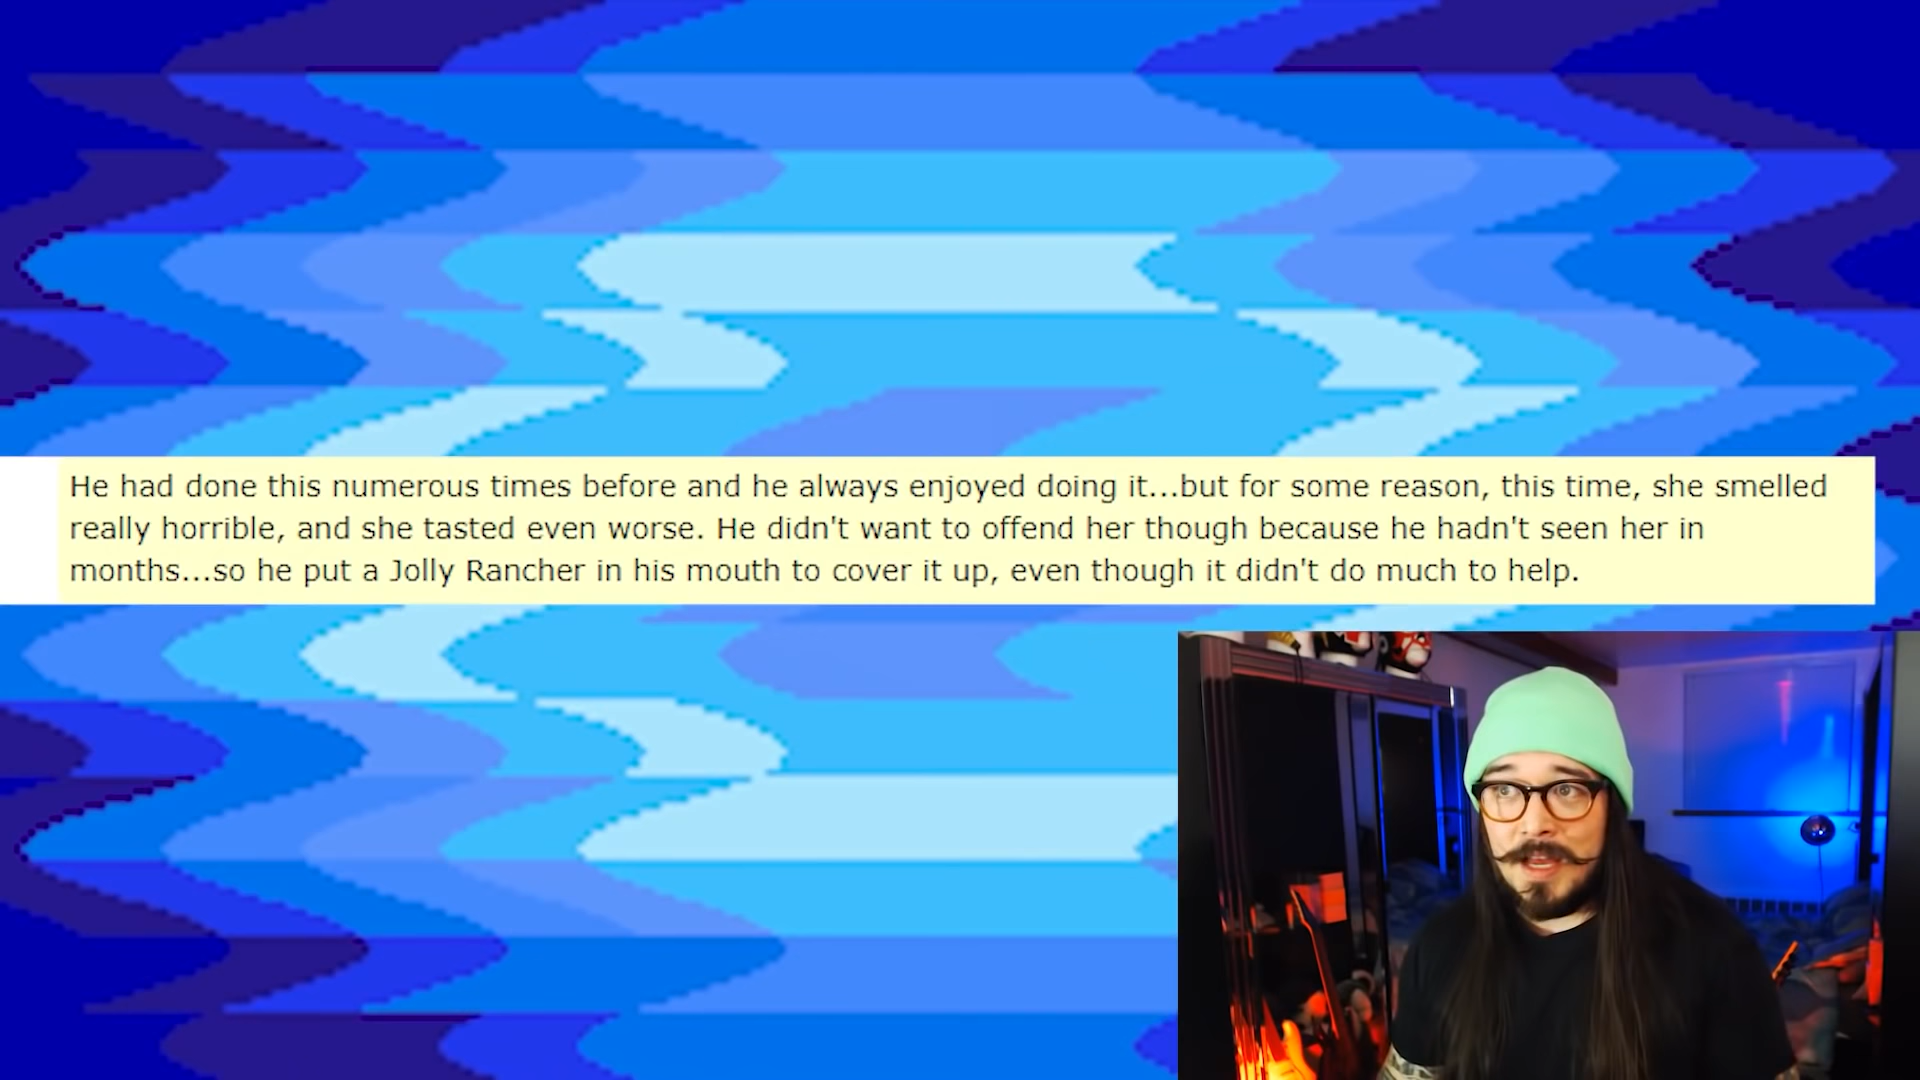 He had done this numerous times before and he always enjoyed doing it...but for some reason, this time, she smelled
really horrible, and she tasted even worse. He didn't want to offend her though because he hadn't seen her in
months...so he put a Jolly Rancher in his mouth to cover it up, even though it didn't do much to help.